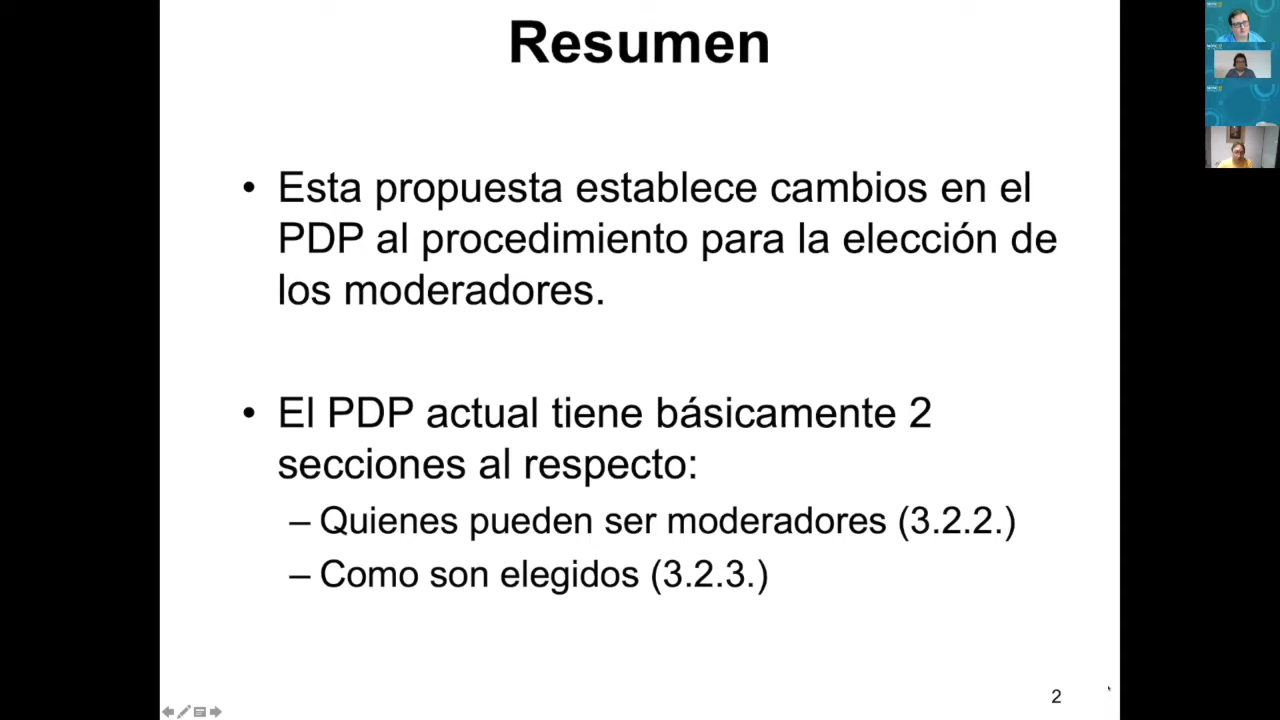 Resumen
• Esta propuesta establece cambios en el
PDP al procedimiento para la elección de
los moderadores.
• El PDP actual tiene básicamente 2
secciones al respecto:
– Quienes pueden ser moderadores (3.2.2.)
– Como son elegidos (3.2.3.)
2